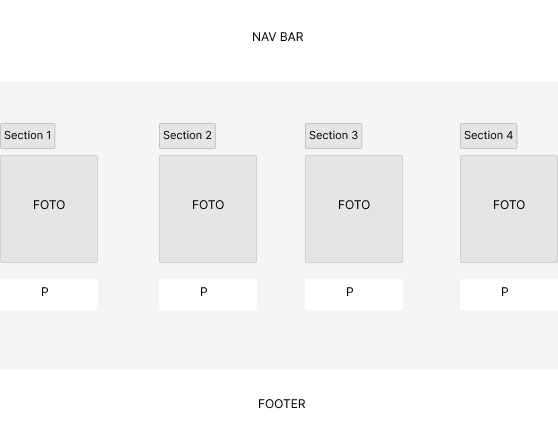 NAV BAR
Section 1
Section 2
Section 3
Section 4
FOTO
FOTO
FOTO
FOTO
P
P
P
P
FOOTER